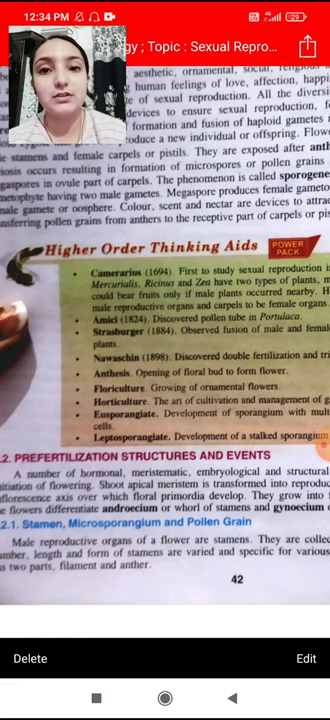 12:34 PM
4G
29
gy ; Topic : Sexual Repro...
aesthetic, ornamental, social, religious
human feelings of love, affection, happi
e of sexual reproduction. All the diversi
devices to ensure sexual reproduction, f
formation and fusion of haploid gametes
roduce a new individual or offspring. Flow
e stamens and female carpels or pistils. They are exposed after anth
iosis occurs resulting in formation of microspores or pollen grains
gaspores in ovule part of carpels. The phenomenon is called sporogene
metophyte having two male gametes. Megaspore produces female gameto
male gamete or oosphere. Colour, scent and nectar are devices to attrac
nsferring pollen grains from anthers to the receptive part of carpels or pis
Higher Order Thinking Aids
POWER
PACK
• Camerarius (1694). First to study sexual reproduction i
Mercurialis, Ricinus and Zea have two types of plants, m
could bear fruits only if male plants occurred nearby. H
male reproductive organs and carpels to be female organs.
• Amici (1824). Discovered pollen tube in Portulaca.
• Strasburger (1884). Observed fusion of male and femal
plants.
• Nawaschin (1898). Discovered double fertilization and tri
• Anthesis. Opening of floral bud to form flower.
• Floriculture. Growing of ornamental flowers.
• Horticulture. The art of cultivation and management of g
• Eusporangiate. Development of sporangium with mult
cells.
• Leptosporangiate. Development of a stalked sporangium
.2. PREFERTILIZATION STRUCTURES AND EVENTS
A number of hormonal, meristematic, embryological and structural
nitiation of flowering. Shoot apical meristem is transformed into reproduc
nflorescence axis over which floral primordia develop. They grow into f
e flowers differentiate androecium or whorl of stamens and gynoecium o
.2.1. Stamen, Microsporangium and Pollen Grain
Male reproductive organs of a flower are stamens. They are collec
umber, length and form of stamens are varied and specific for various
as two parts, filament and anther.
42
Delete
Edit